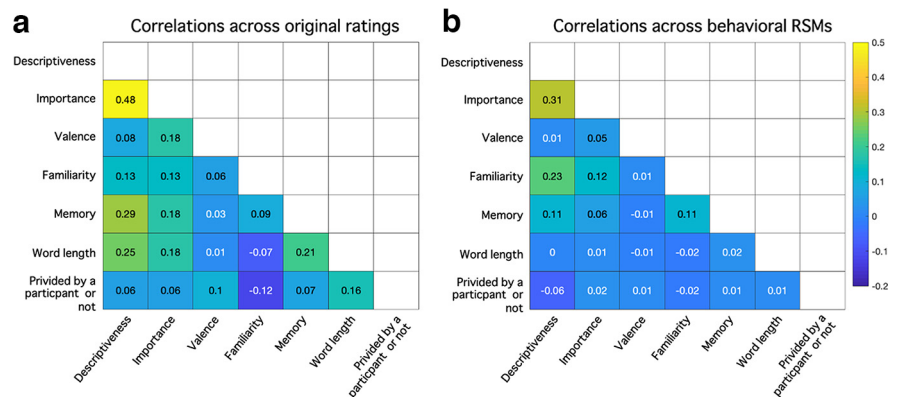 a
Correlations across original ratings
Descriptiveness
Importance
0.48
Valence
0.08 0.18
Familiarity
0.13 0.13 0.06
Memory
0.29 0.18 0.03 0.09
Word length
0.25 0.18 0.01 -0.07 0.21
Privided by a
particpant or
not
0.06 0.06 0.1 -0.12 0.07 0.16
Descriptiveness
Importance
Valence
Familiarity
Memory
Word length
Privided by a
particpant or not
b
Correlations across behavioral RSMs
Descriptiveness
Importance
0.31
Valence
0.01 0.05
Familiarity
0.23 0.12 0.01
Memory
0.11 0.06 -0.01 0.11
Word length
0 0.01 -0.01 -0.02 0.02
Privided by a
particpant or
not
-0.06 0.02 0.01 -0.02 0.01 0.01
Descriptiveness
Importance
Valence
Familiarity
Memory
Word length
Privided by a
particpant or not
0.5
0.4
0.3
0.2
0.1
0
-0.1
-0.2